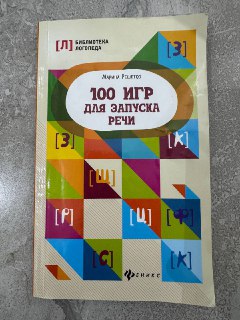 [Л] БИБЛИОТЕКА
ЛОГОПЕДА
[З]
100 ИГР
ДЛЯ ЗАПУСКА
РЕЧИ
[З]
[К]
[Ш]
[Р]
[Ц]
[Ф]
[С]
ФЕНИКС
[К]